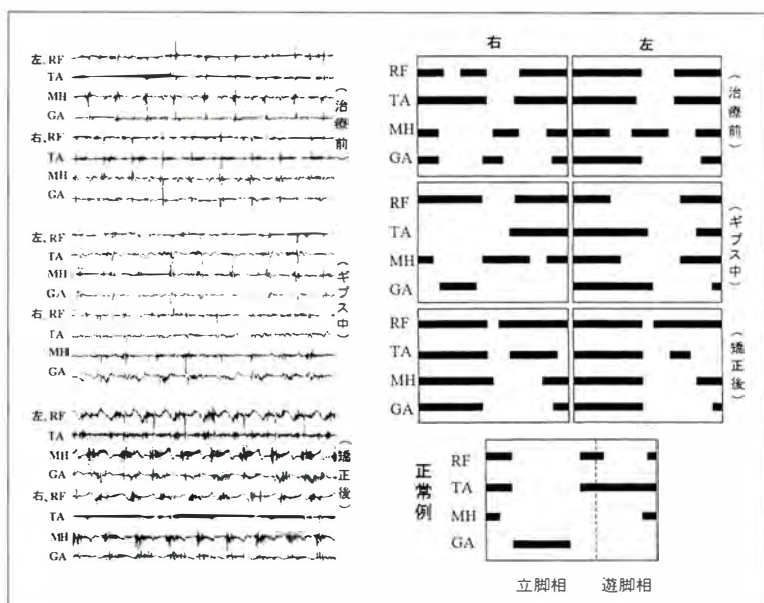 左, RF
TA
MH
GA
右, RF
TA
MH
GA
(治療前)
左, RF
TA
MH
GA
右, RF
TA
MH
GA
(ギプス中)
左, RF
TA
MH
GA
右, RF
TA
MH
GA
(矯正後)
右 左
RF
TA
MH
GA
(治療前)
RF
TA
MH
GA
(ギプス中)
RF
TA
MH
GA
(矯正後)
正常例
RF
TA
MH
GA
立脚相 遊脚相